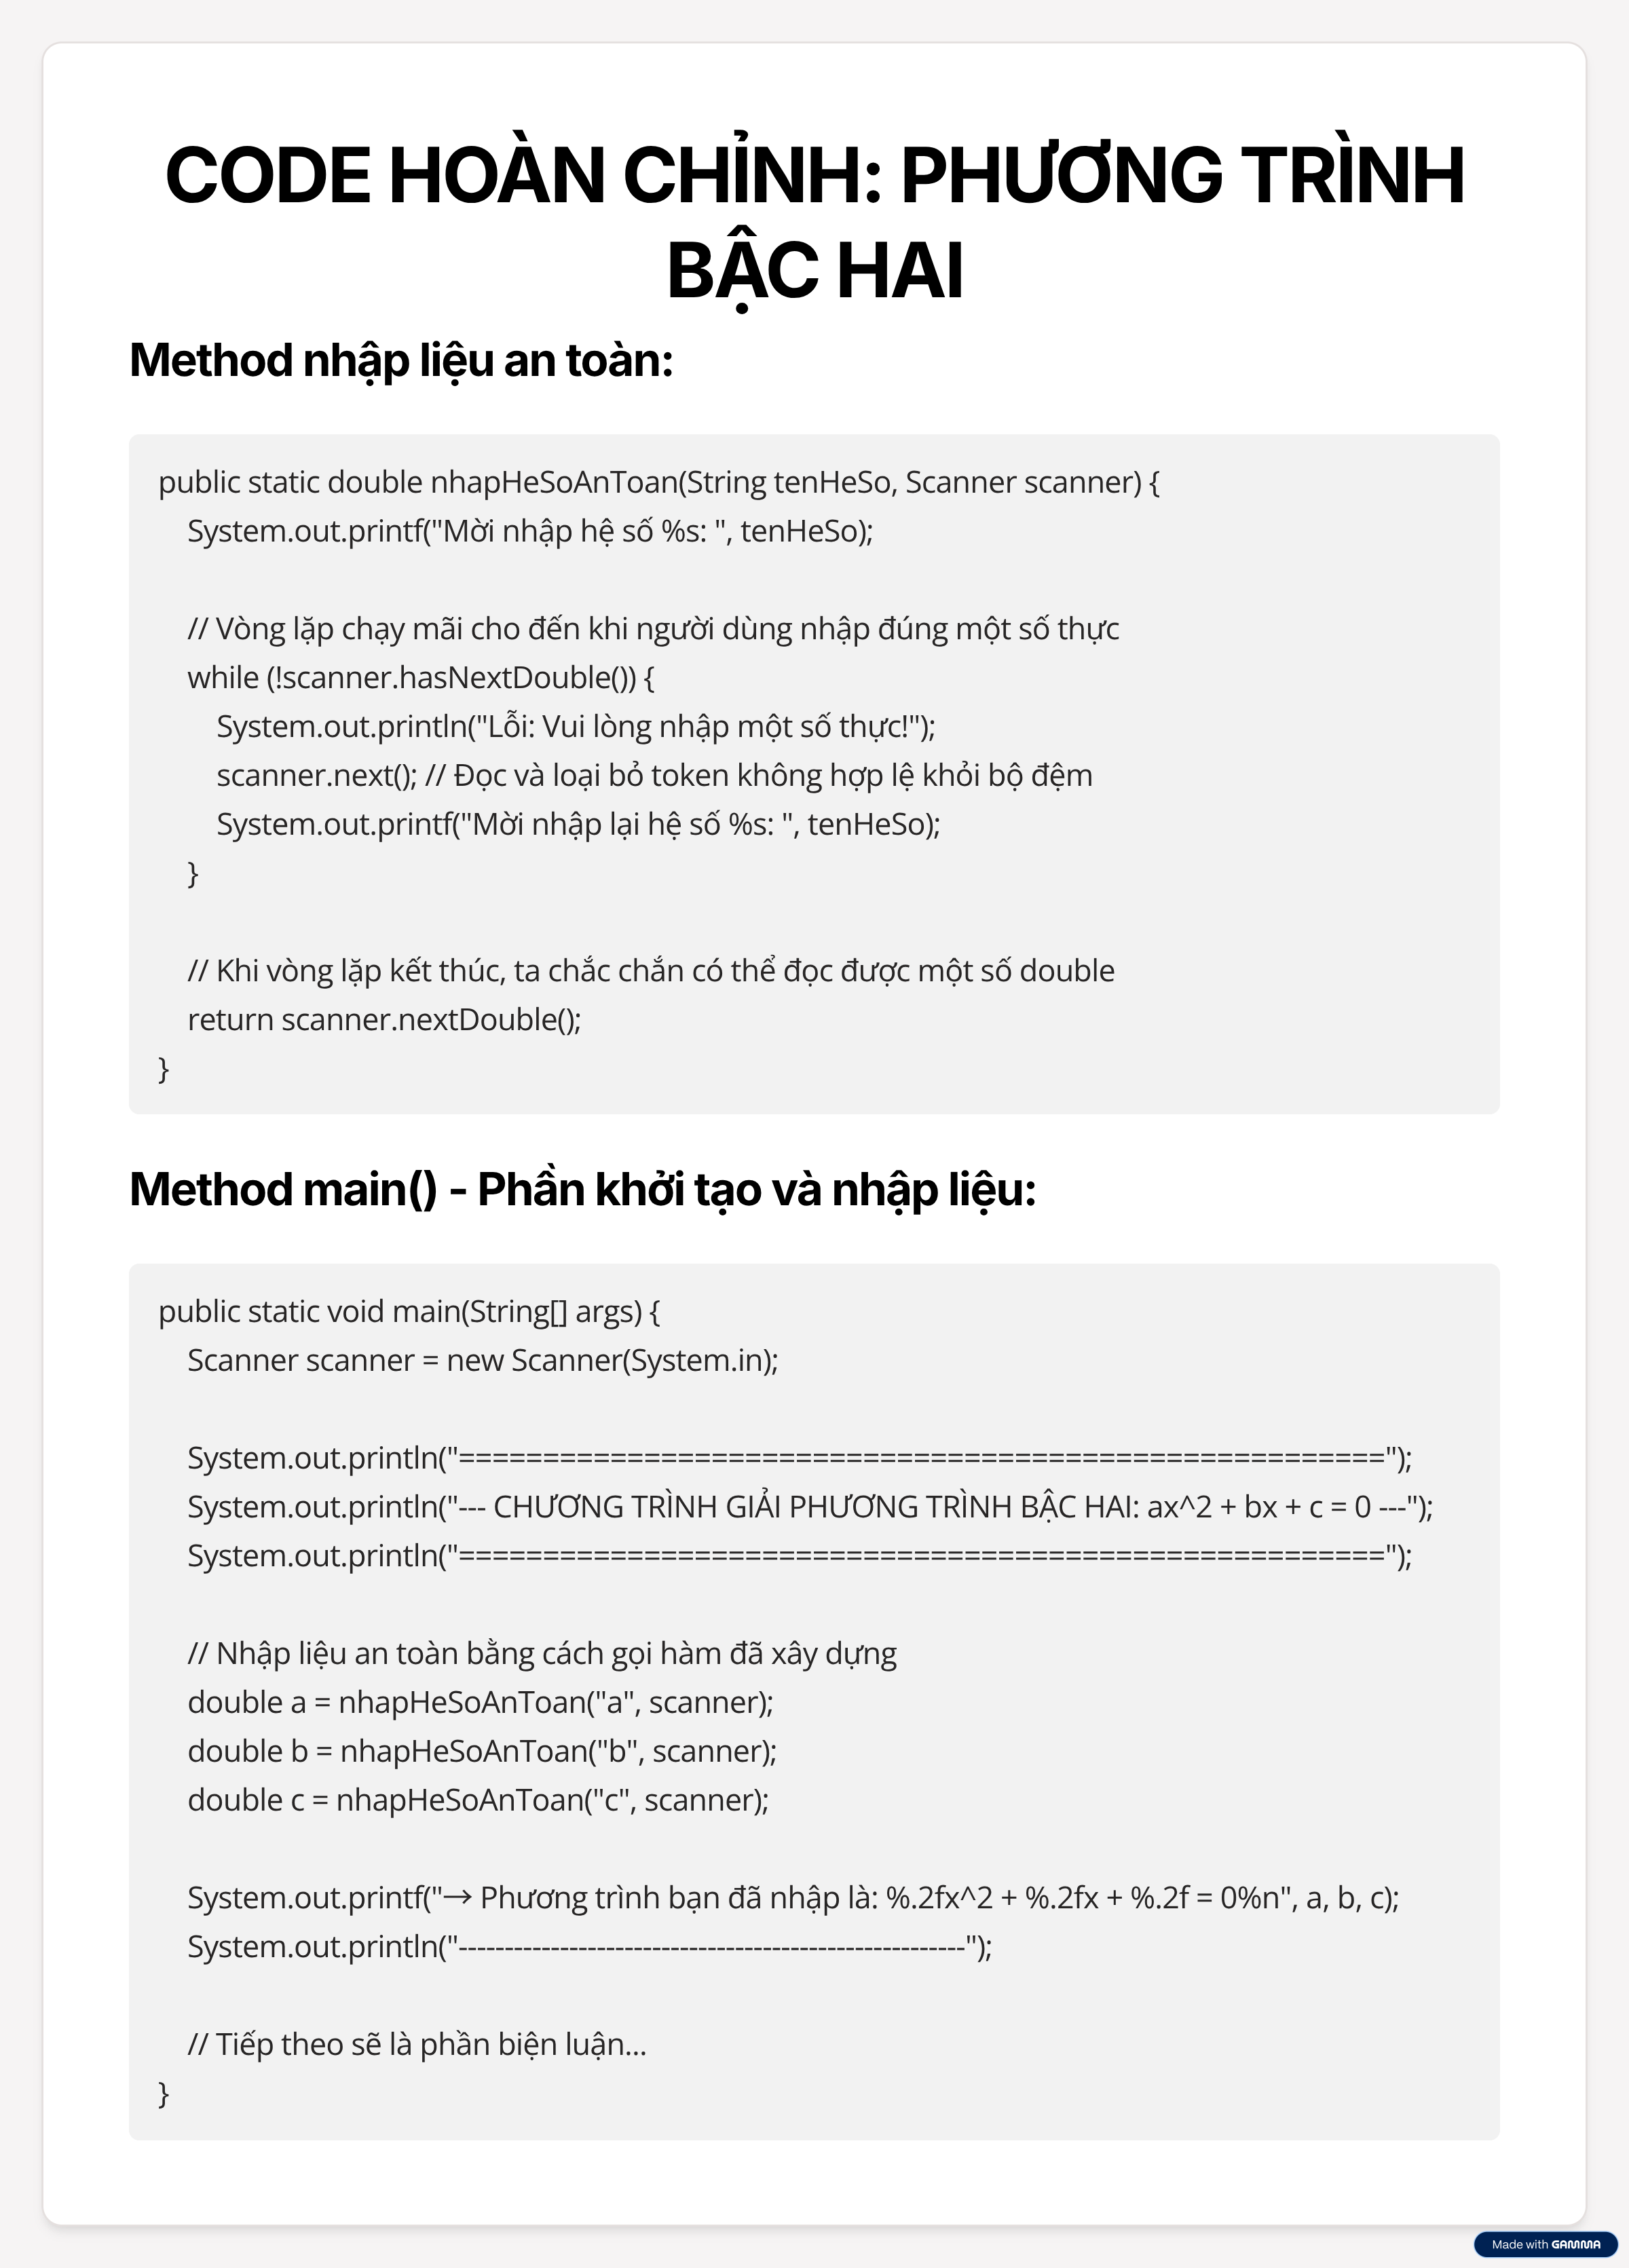 CODE HOÀN CHỈNH: PHƯƠNG TRÌNH
BẬC HAI
Method nhập liệu an toàn:
public static double nhapHeSoAnToan(String tenHeSo, Scanner scanner) {
    System.out.printf("Mời nhập hệ số %s: ", tenHeSo);
    // Vòng lặp chạy mãi cho đến khi người dùng nhập đúng một số thực
    while (!scanner.hasNextDouble()) {
        System.out.println("Lỗi: Vui lòng nhập một số thực!");
        scanner.next(); // Đọc và loại bỏ token không hợp lệ khỏi bộ đệm
        System.out.printf("Mời nhập lại hệ số %s: ", tenHeSo);
    }
    // Khi vòng lặp kết thúc, ta chắc chắn có thể đọc được một số double
    return scanner.nextDouble();
}
Method main() - Phần khởi tạo và nhập liệu:
public static void main(String[] args) {
    Scanner scanner = new Scanner(System.in);
    System.out.println("=======================================================");
    System.out.println("--- CHƯƠNG TRÌNH GIẢI PHƯƠNG TRÌNH BẬC HAI: ax^2 + bx + c = 0 ---");
    System.out.println("=======================================================");
    // Nhập liệu an toàn bằng cách gọi hàm đã xây dựng
    double a = nhapHeSoAnToan("a", scanner);
    double b = nhapHeSoAnToan("b", scanner);
    double c = nhapHeSoAnToan("c", scanner);
    System.out.printf("→ Phương trình bạn đã nhập là: %.2fx^2 + %.2fx + %.2f = 0%n", a, b, c);
    System.out.println("-------------------------------------------------------");
    // Tiếp theo sẽ là phần biện luận...
}
Made with GAMMA